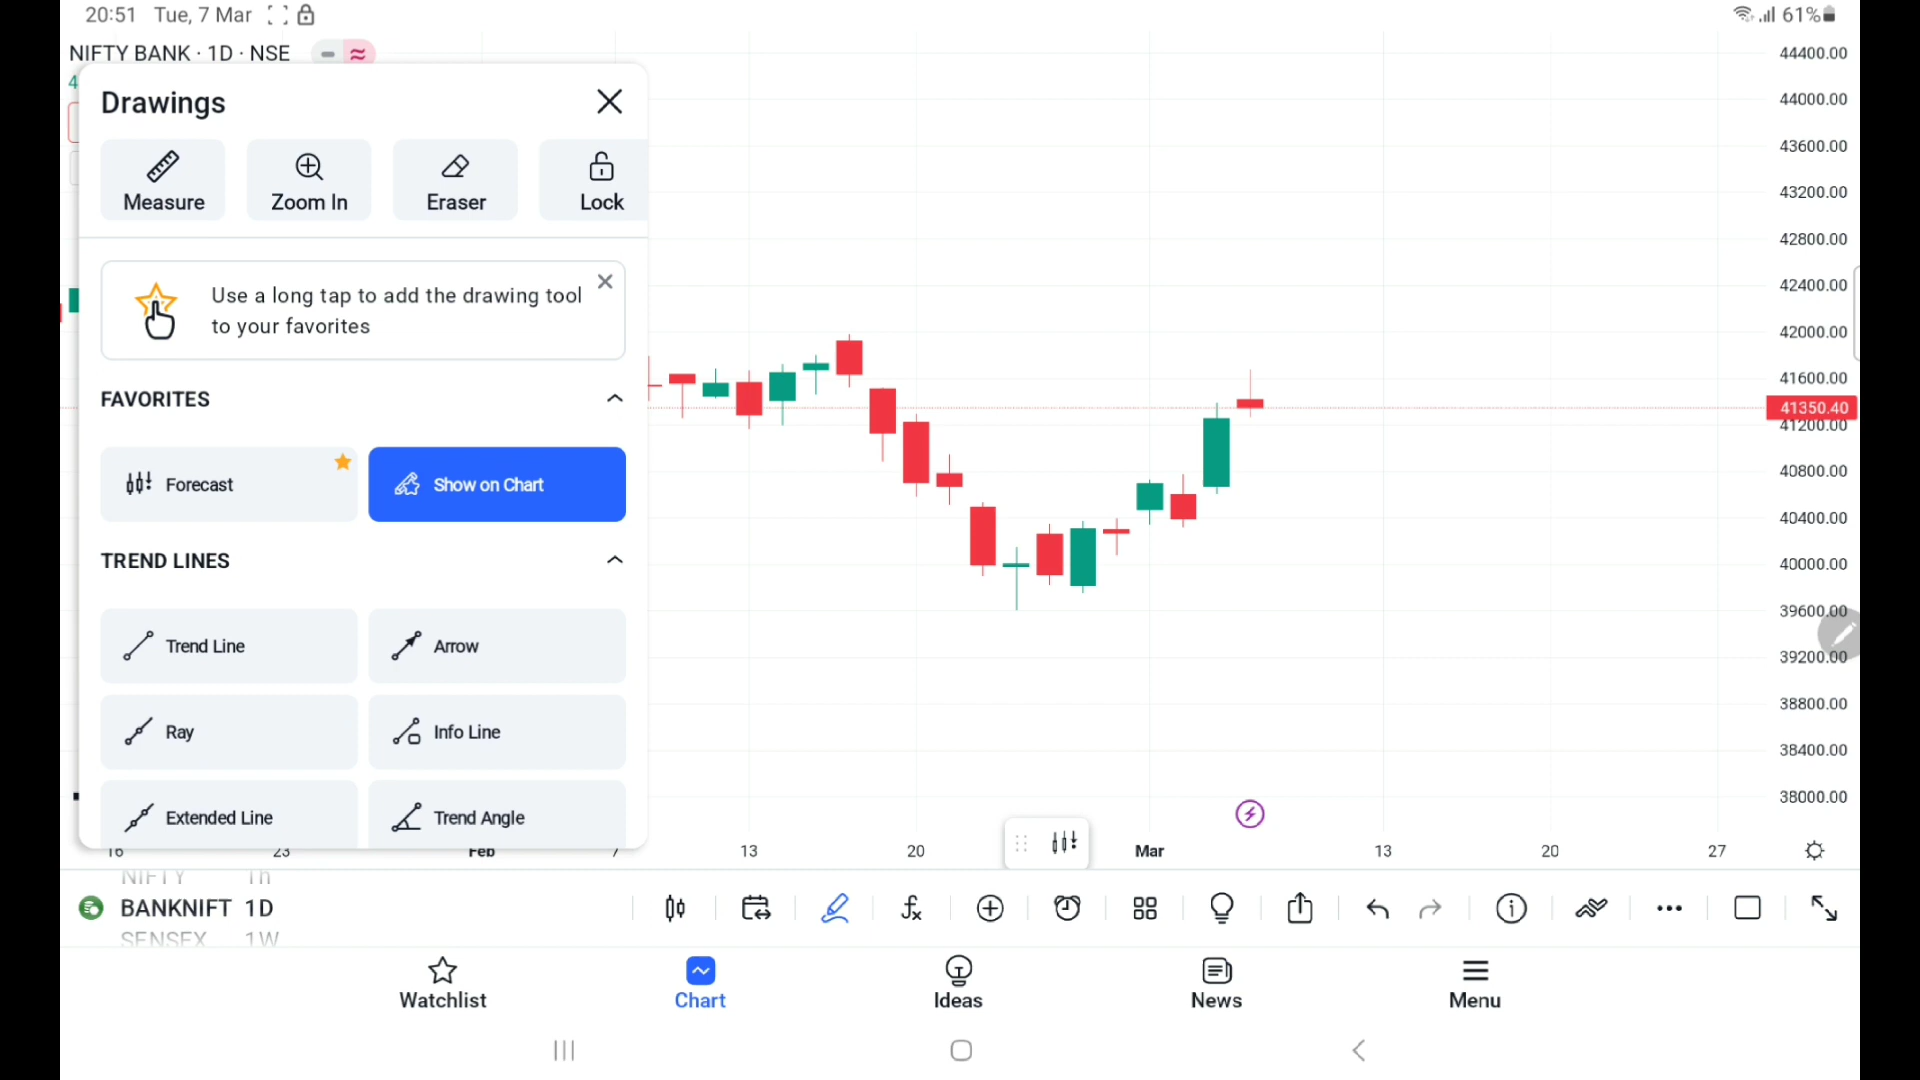 20:51 Tue, 7 Mar 61%
NIFTY BANK · 1D · NSE
4
Drawings
Measure Zoom In Eraser Lock
Use a long tap to add the drawing tool
to your favorites
FAVORITES
Forecast Show on Chart
TREND LINES
Trend Line Arrow
Ray Info Line
Extended Line Trend Angle
44400.00
44000.00
43600.00
43200.00
42800.00
42400.00
42000.00
41600.00
41350.40
41200.00
40800.00
40400.00
40000.00
39600.00
39200.00
38800.00
38400.00
38000.00
16 23 Feb 7 13 20 Mar 13 20 27
NIFTY 1h
BANKNIFT 1D
SENSEX 1W
Watchlist Chart Ideas News Menu